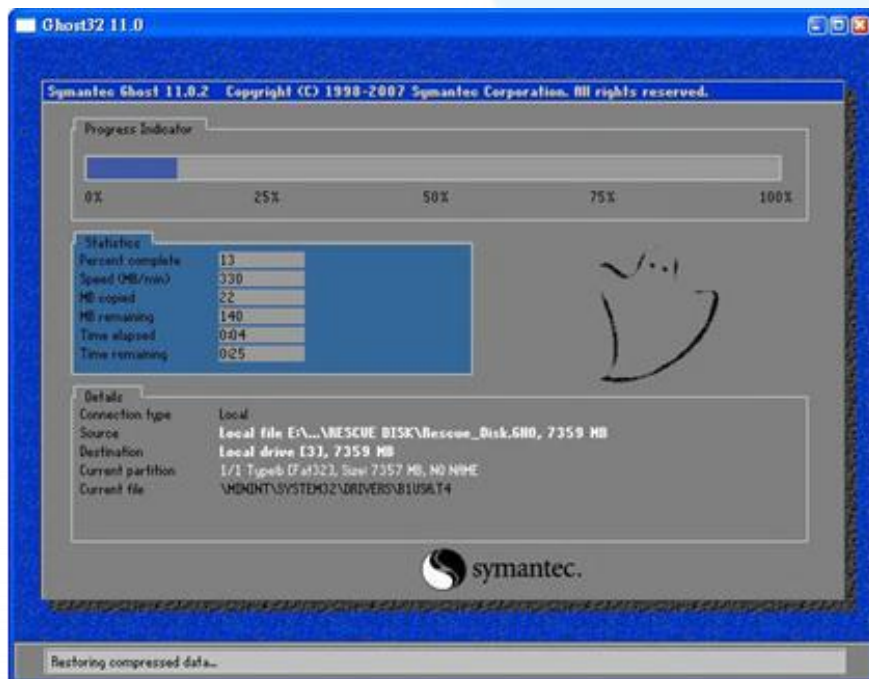 Ghost32 11.0
Symantec Ghost 11.0.2 Copyright (C) 1998-2007 Symantec Corporation. All rights reserved.
Progress Indicator
0% 25% 50% 75% 100%
Statistics
Percent complete 13
Speed (MB/min) 330
MB copied 22
MB remaining 140
Time elapsed 0:04
Time remaining 0:25
Details
Connection type Local
Source Local file E:\...\RESCUE DISK\Rescue_Disk.GHO, 7359 MB
Destination Local drive [3], 7359 MB
Current partition 1/1 Type:b [Fat32], Size: 7357 MB, NO NAME
Current file \MININT\SYSTEM32\DRIVERS\
symantec.
Restoring compressed data...